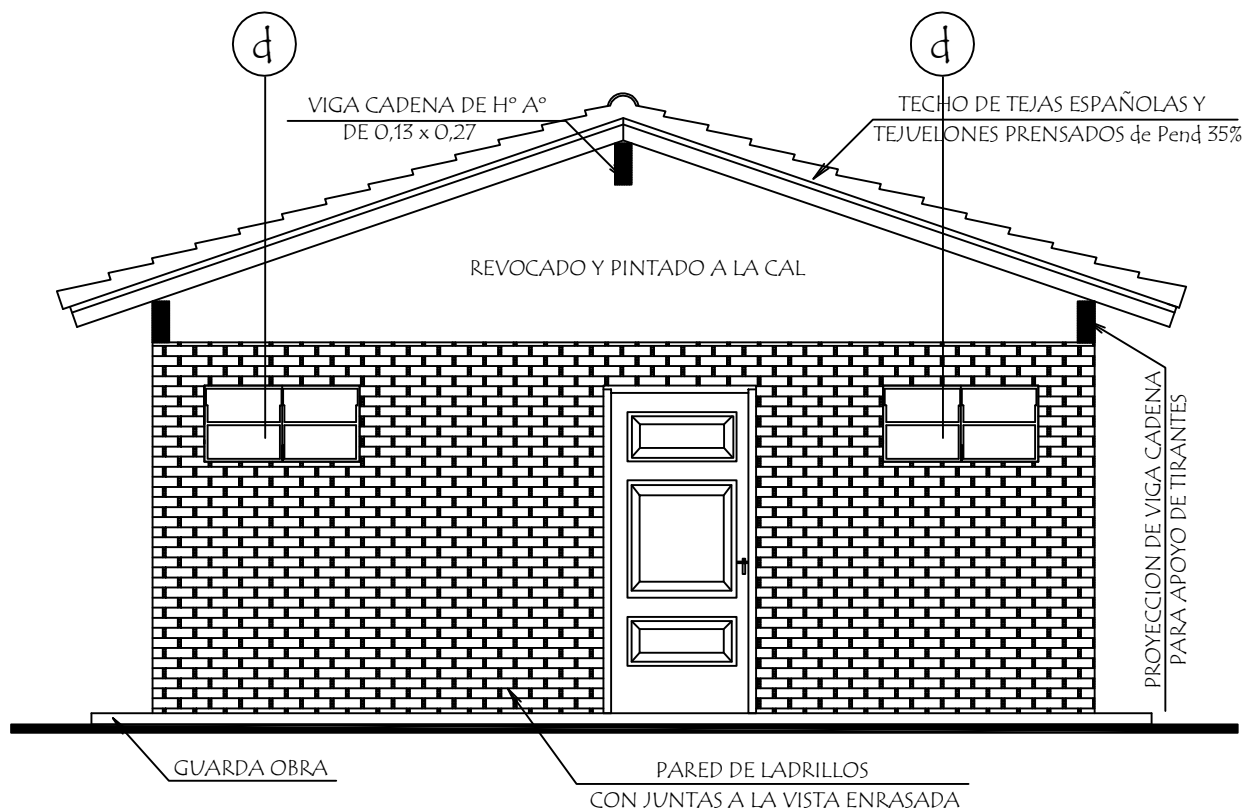 d
d
VIGA CADENA DE Hº Aº
DE 0,13 x 0,27
TECHO DE TEJAS ESPAÑOLAS Y
TEJUELONES PRENSADOS de Pend 35%
REVOCADO Y PINTADO A LA CAL
PROYECCION DE VIGA CADENA
PARA APOYO DE TIRANTES
GUARDA OBRA
PARED DE LADRILLOS
CON JUNTAS A LA VISTA ENRASADA